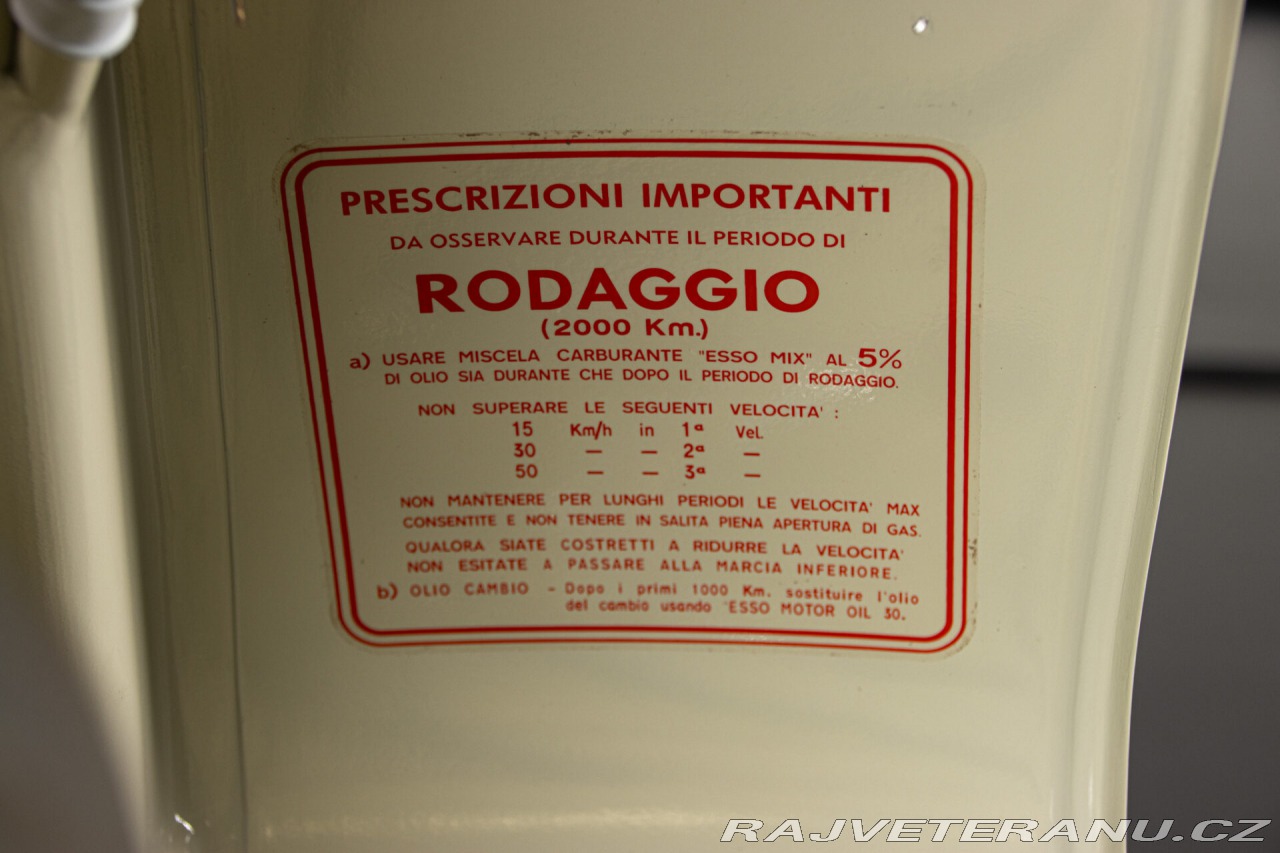 PRESCRIZIONI IMPORTANTI
DA OSSERVARE DURANTE IL PERIODO DI
RODAGGIO
(2000 Km.)
a) USARE MISCELA CARBURANTE "ESSO MIX" AL 5%
DI OLIO SIA DURANTE CHE DOPO IL PERIODO DI RODAGGIO.
NON SUPERARE LE SEGUENTI VELOCITA' :
15 Km/h in 1ª Vel.
30 — — 2ª —
50 — — 3ª —
NON MANTENERE PER LUNGHI PERIODI LE VELOCITA' MAX
CONSENTITE E NON TENERE IN SALITA PIENA APERTURA DI GAS.
QUALORA SIATE COSTRETTI A RIDURRE LA VELOCITA'
NON ESITATE A PASSARE ALLA MARCIA INFERIORE.
b) OLIO CAMBIO - Dopo i primi 1000 Km. sostituire l'olio
del cambio usando "ESSO MOTOR OIL 30.
RAJVETERANU.CZ